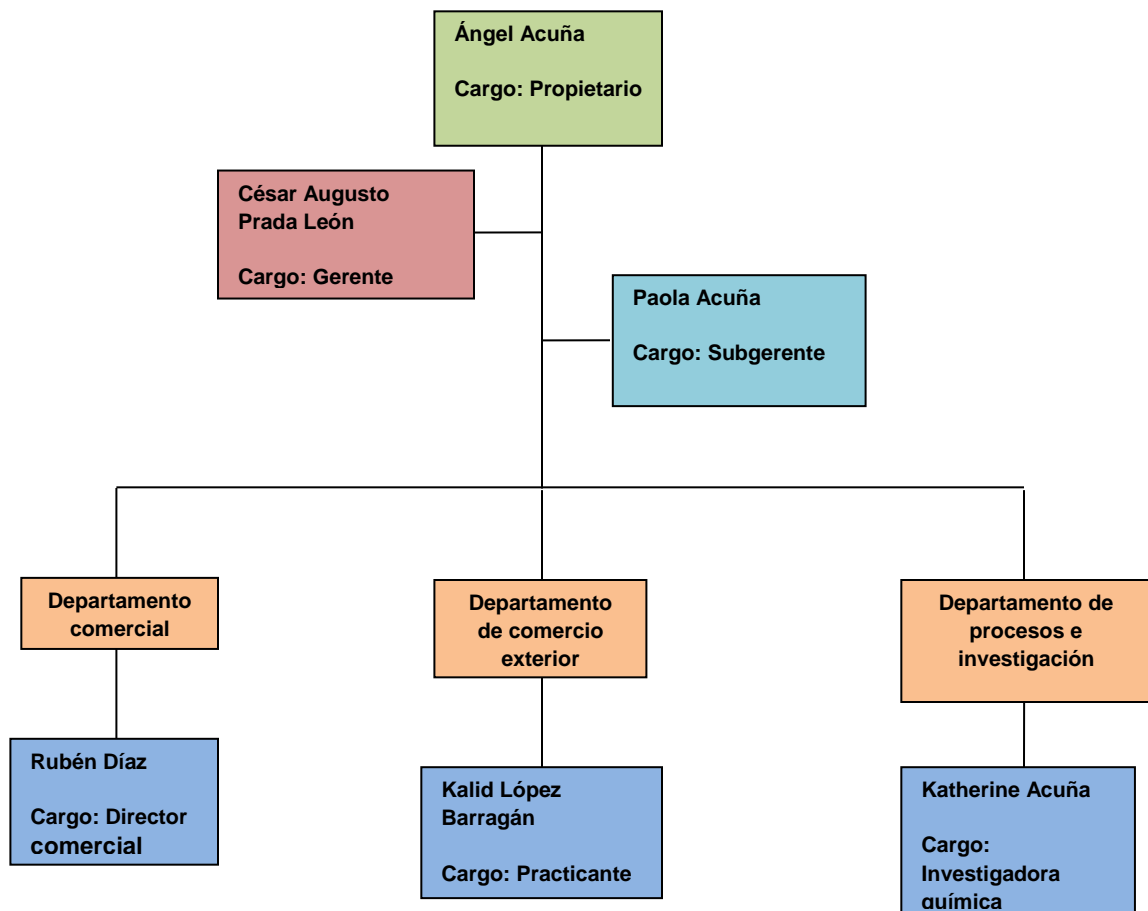 Ángel Acuña
Cargo: Propietario
César Augusto
Prada León
Cargo: Gerente
Paola Acuña
Cargo: Subgerente
Departamento
comercial
Departamento
de comercio
exterior
Departamento de
procesos e
investigación
Rubén Díaz
Cargo: Director
comercial
Kalid López
Barragán
Cargo: Practicante
Katherine Acuña
Cargo:
Investigadora
química